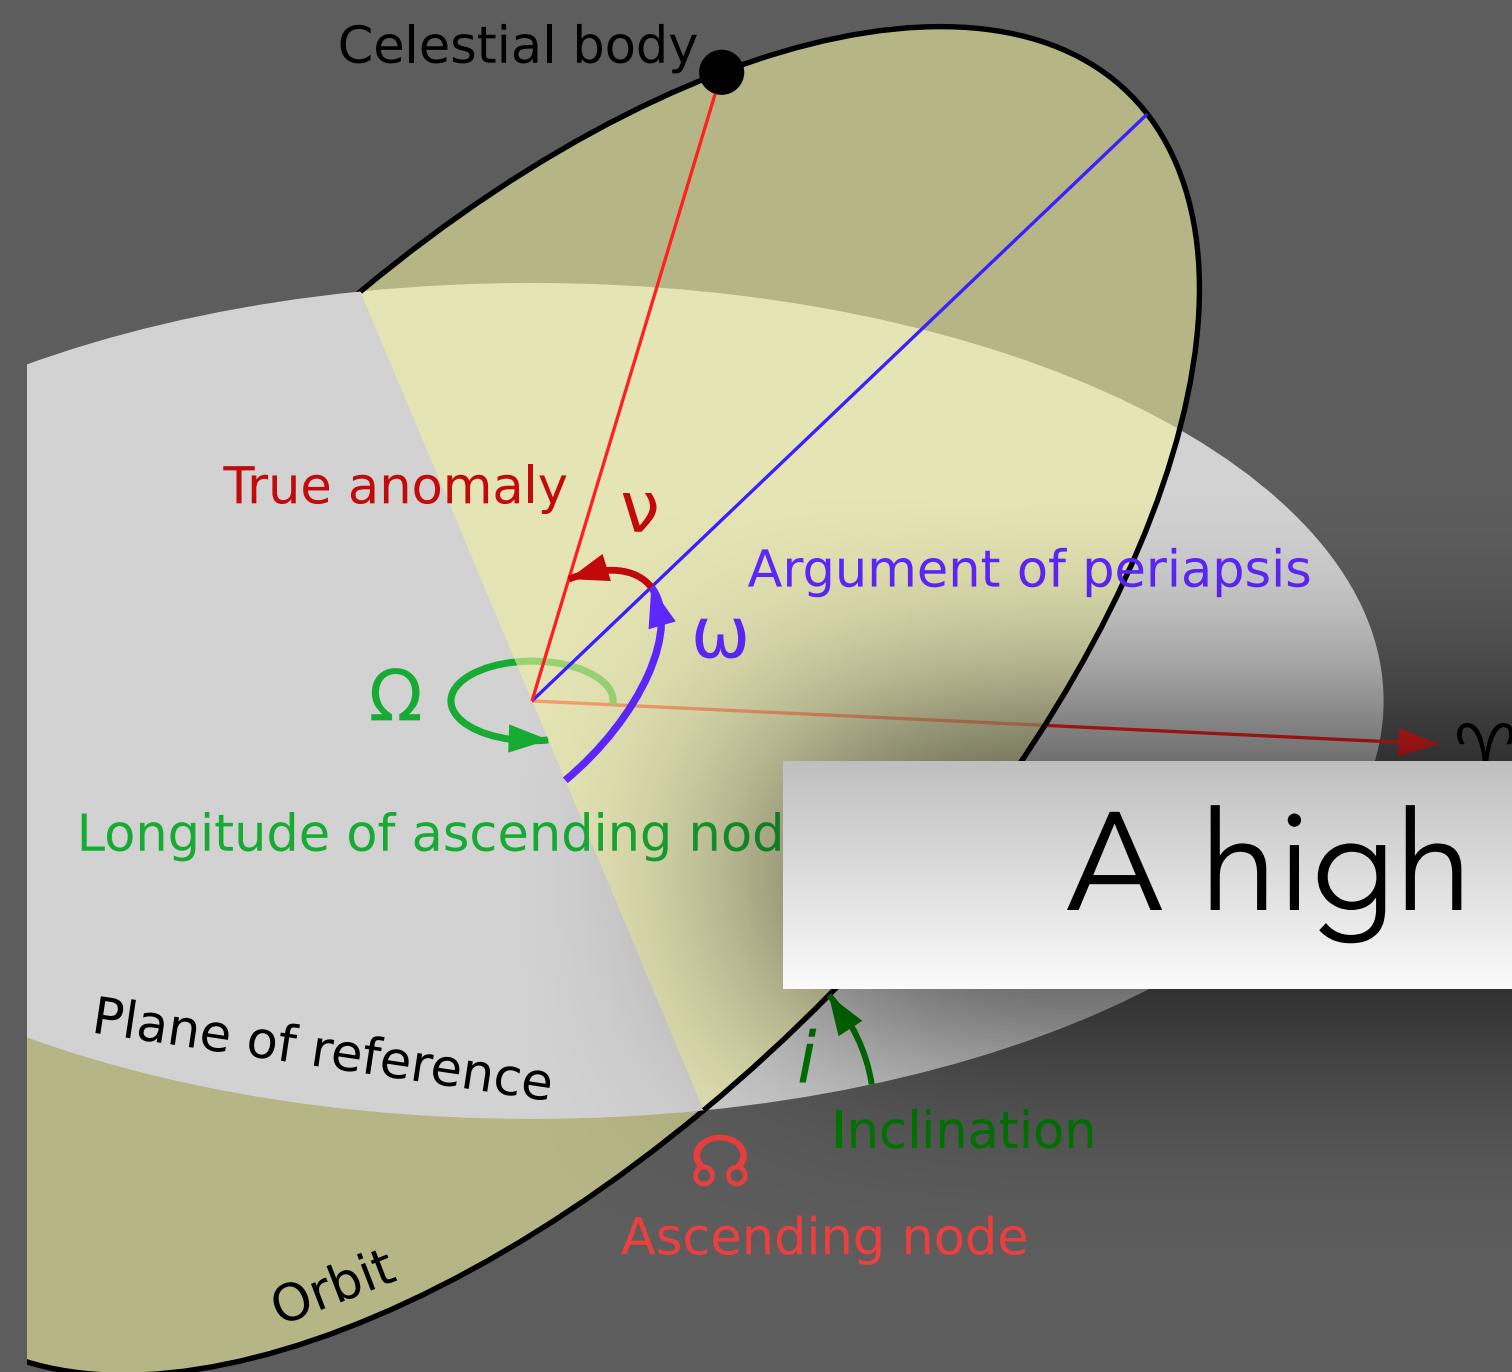 Celestial body
True anomaly
ν
Argument of periapsis
ω
Ω
♈
Longitude of ascending nod
A high
Plane of reference
i
Inclination
☊
Ascending node
Orbit